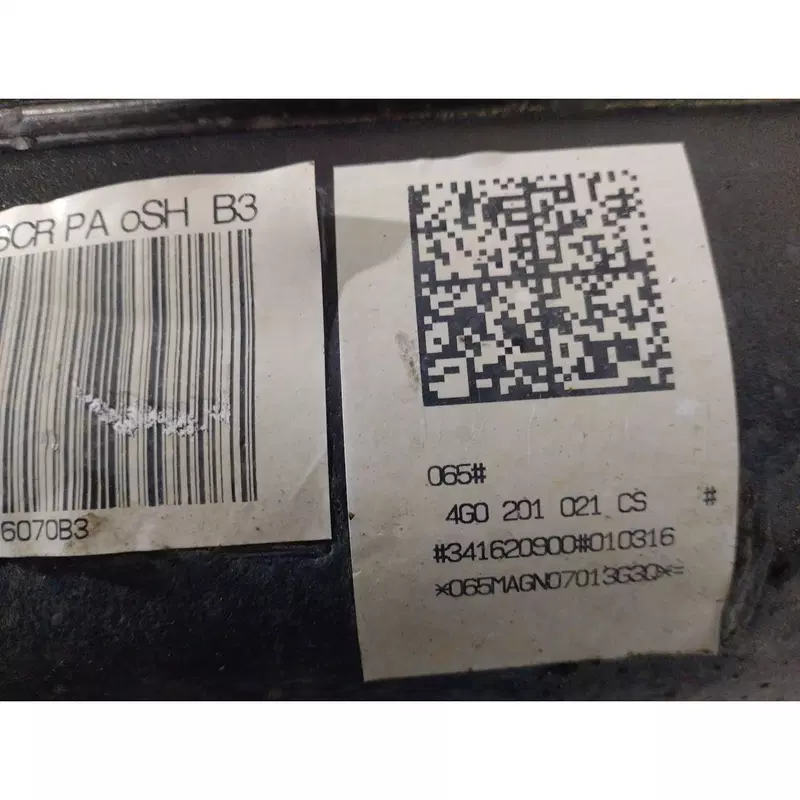 SCR PA oSH B3
6070B3
065#
4G0 201 021 CS #
#341620900#010316
*065MAGN07013G3Q*=